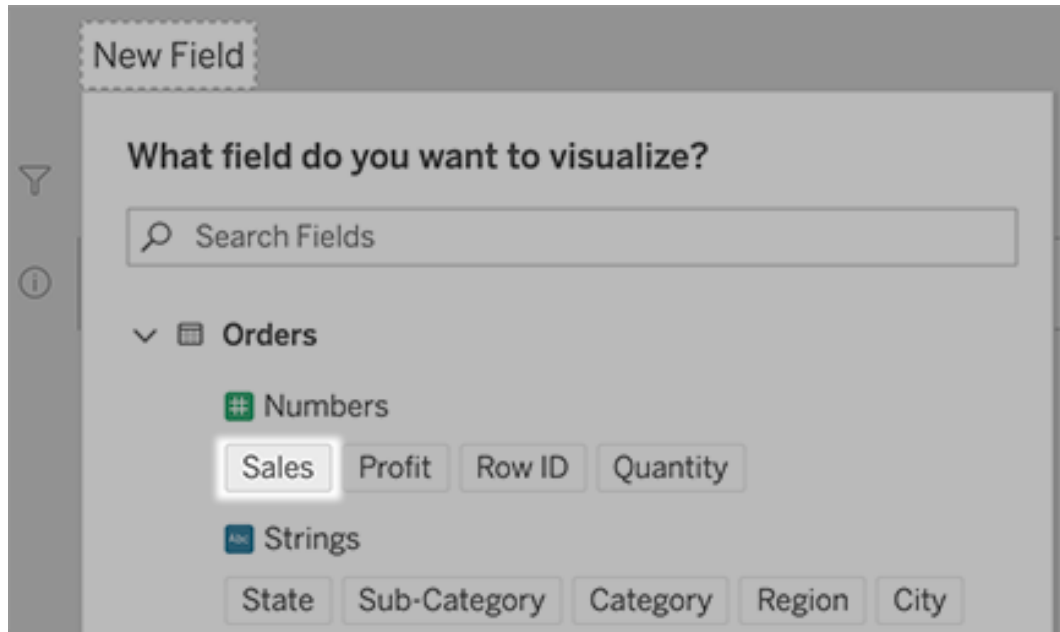 New Field
What field do you want to visualize?
Search Fields
Orders
# Numbers
Sales Profit Row ID Quantity
Abc Strings
State Sub-Category Category Region City